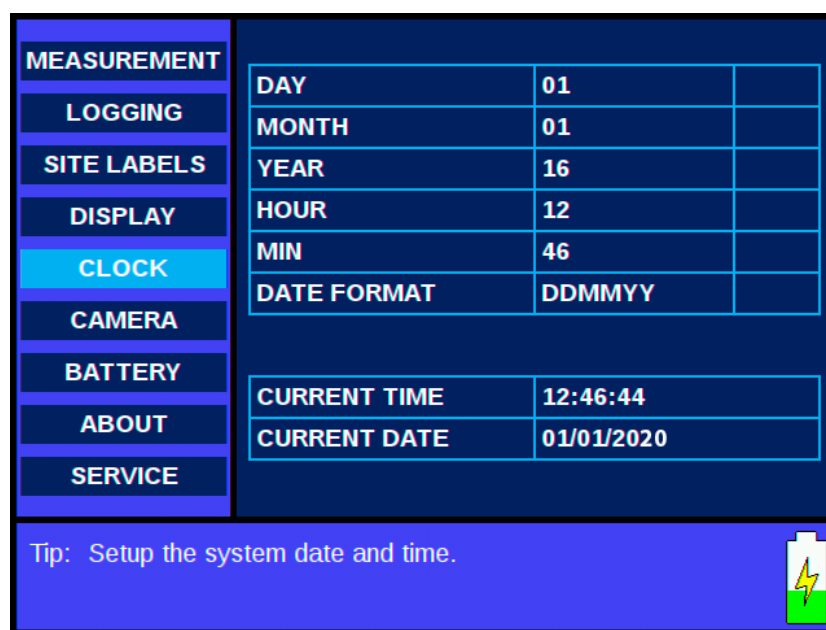 MEASUREMENT
LOGGING
SITE LABELS
DISPLAY
CLOCK
CAMERA
BATTERY
ABOUT
SERVICE
DAY 01
MONTH 01
YEAR 16
HOUR 12
MIN 46
DATE FORMAT DDMMYY
CURRENT TIME 12:46:44
CURRENT DATE 01/01/2020
Tip: Setup the system date and time.